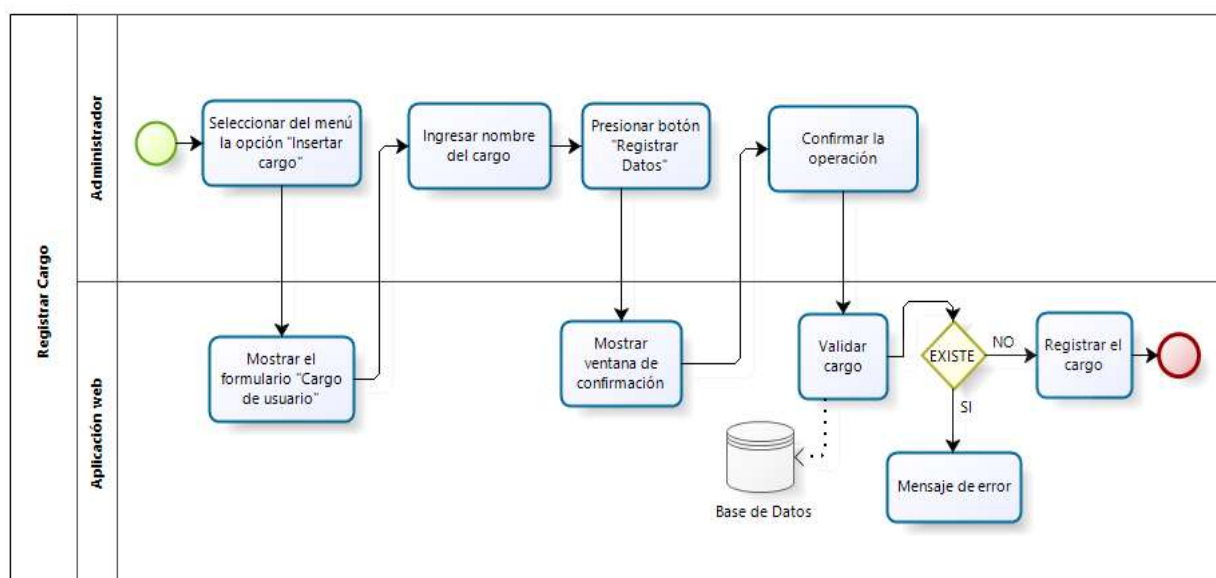 Registrar Cargo
Administrador
Seleccionar del menú
la opción "Insertar
cargo"
Ingresar nombre
del cargo
Presionar botón
"Registrar
Datos"
Confirmar la
operación
Aplicación web
Mostrar el
formulario "Cargo
de usuario"
Mostrar
ventana de
confirmación
Validar
cargo
EXISTE
NO
Registrar el
cargo
SI
Mensaje de error
Base de Datos